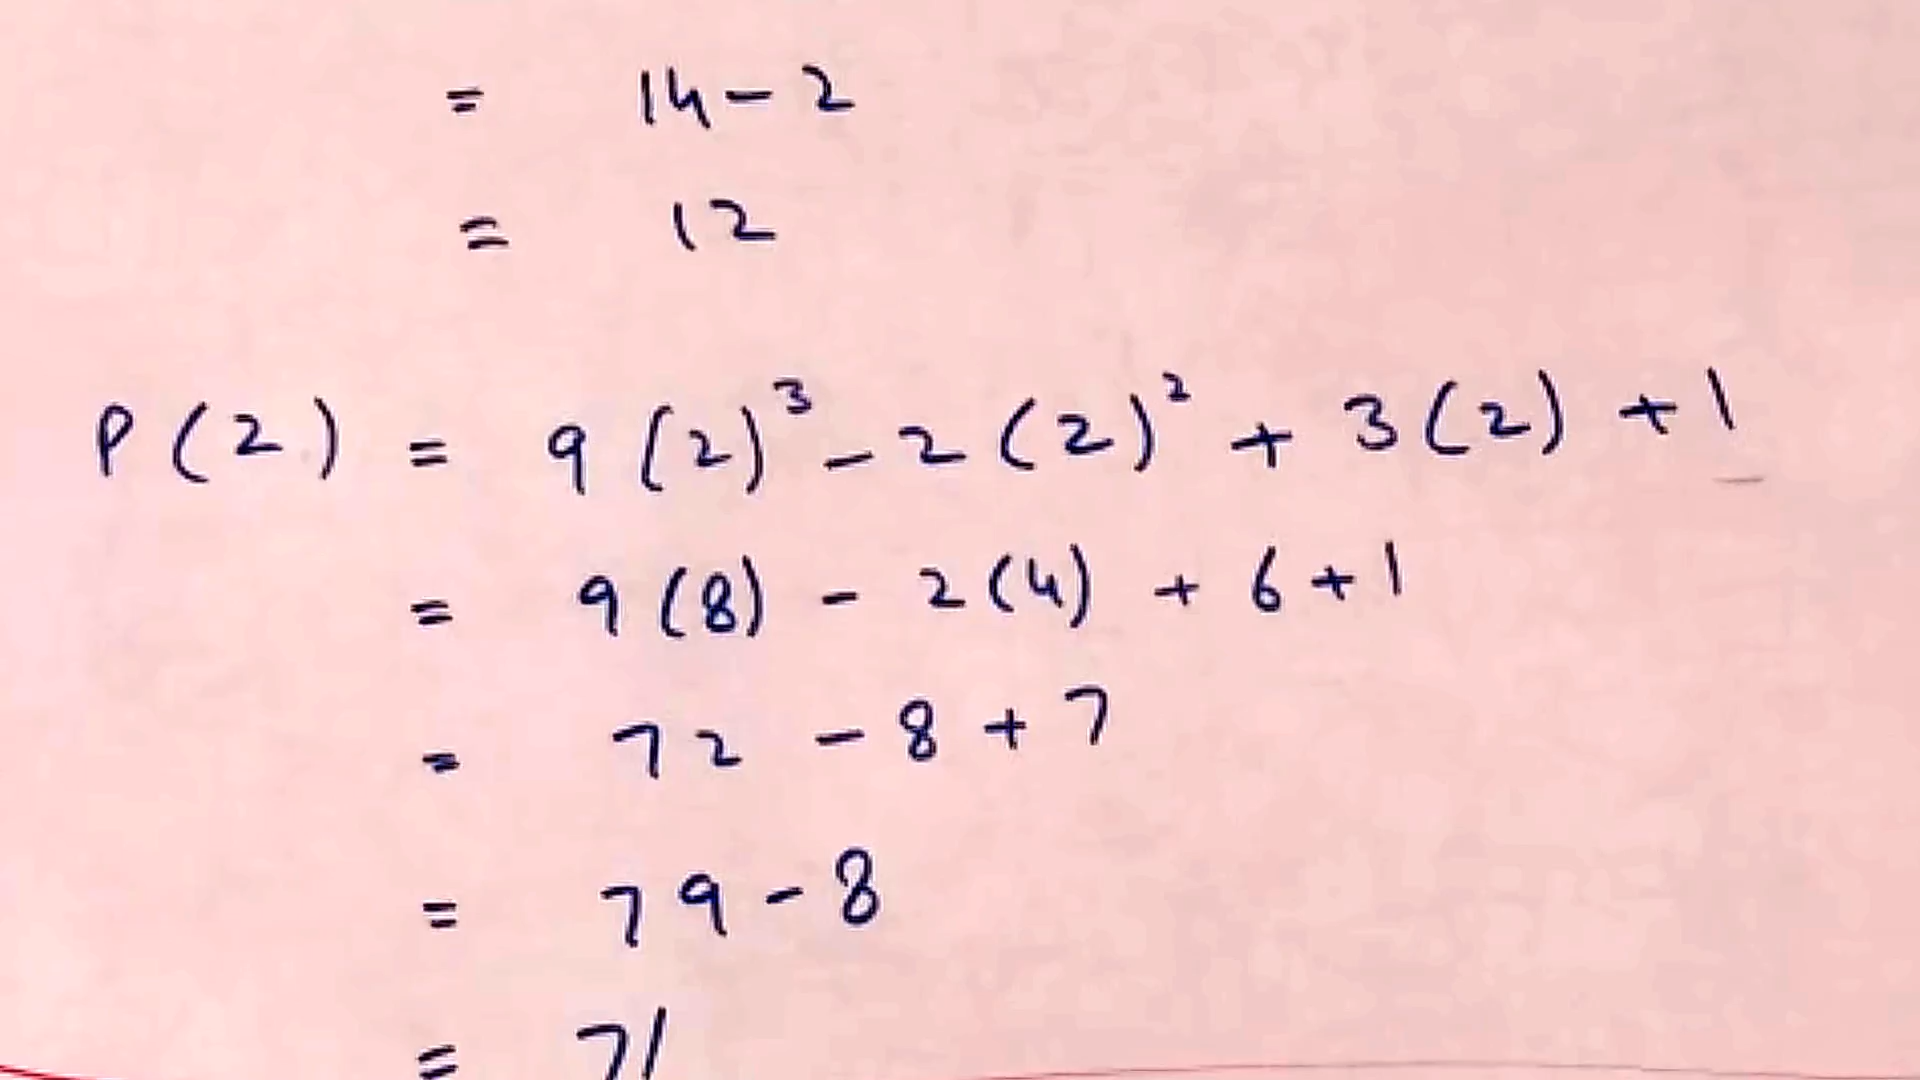 = 14 - 2
= 12
P(2) = 9(2)³ - 2(2)² + 3(2) + 1
= 9(8) - 2(4) + 6 + 1
= 72 - 8 + 7
= 79 - 8
= 71